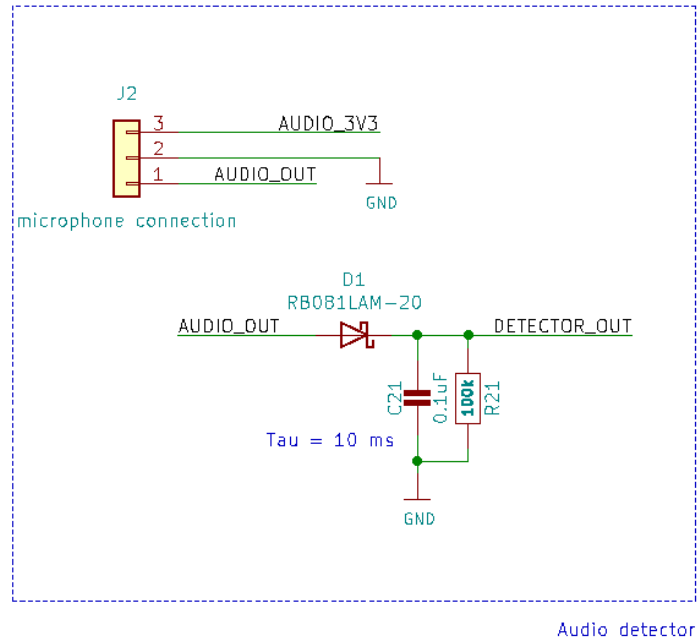 J2
3 AUDIO_3V3
2
1 AUDIO_OUT
GND
microphone connection
D1
RB081LAM-20
AUDIO_OUT
DETECTOR_OUT
C21
0.1uF
100k
R21
Tau = 10 ms
GND
Audio detector